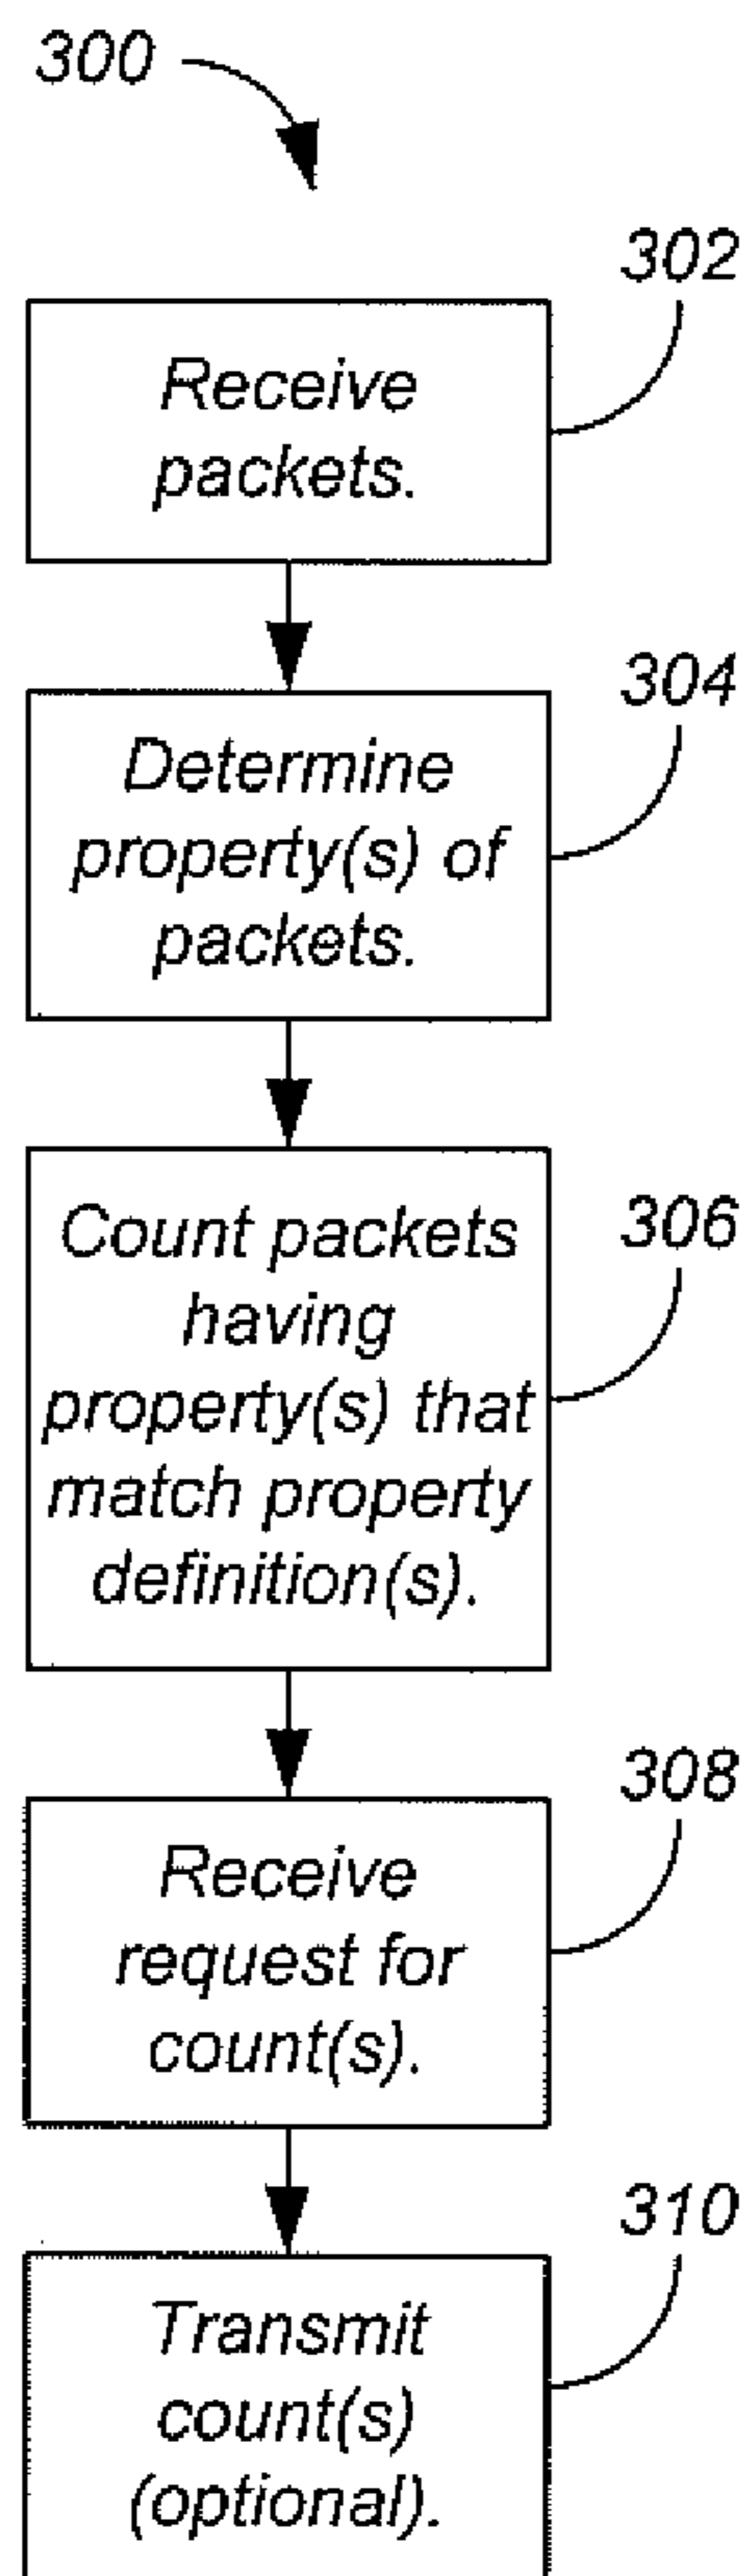 300
302
Receive
packets.
304
Determine
property(s) of
packets.
306
Count packets
having
property(s) that
match property
definition(s).
308
Receive
request for
count(s).
310
Transmit
count(s)
(optional).